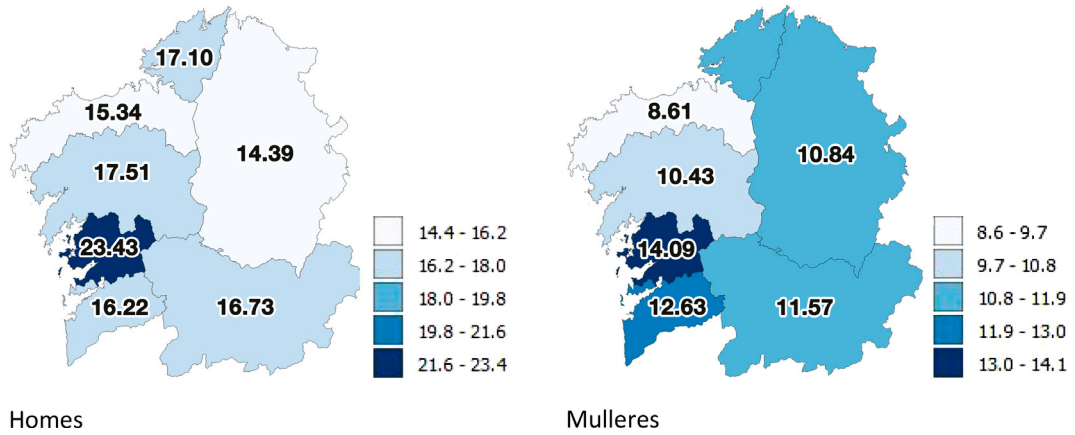 17.10
15.34
14.39
17.51
23.43
16.22
16.73
14.4 - 16.2
16.2 - 18.0
18.0 - 19.8
19.8 - 21.6
21.6 - 23.4
Homes
8.61
10.84
10.43
14.09
12.63
11.57
8.6 - 9.7
9.7 - 10.8
10.8 - 11.9
11.9 - 13.0
13.0 - 14.1
Mulleres